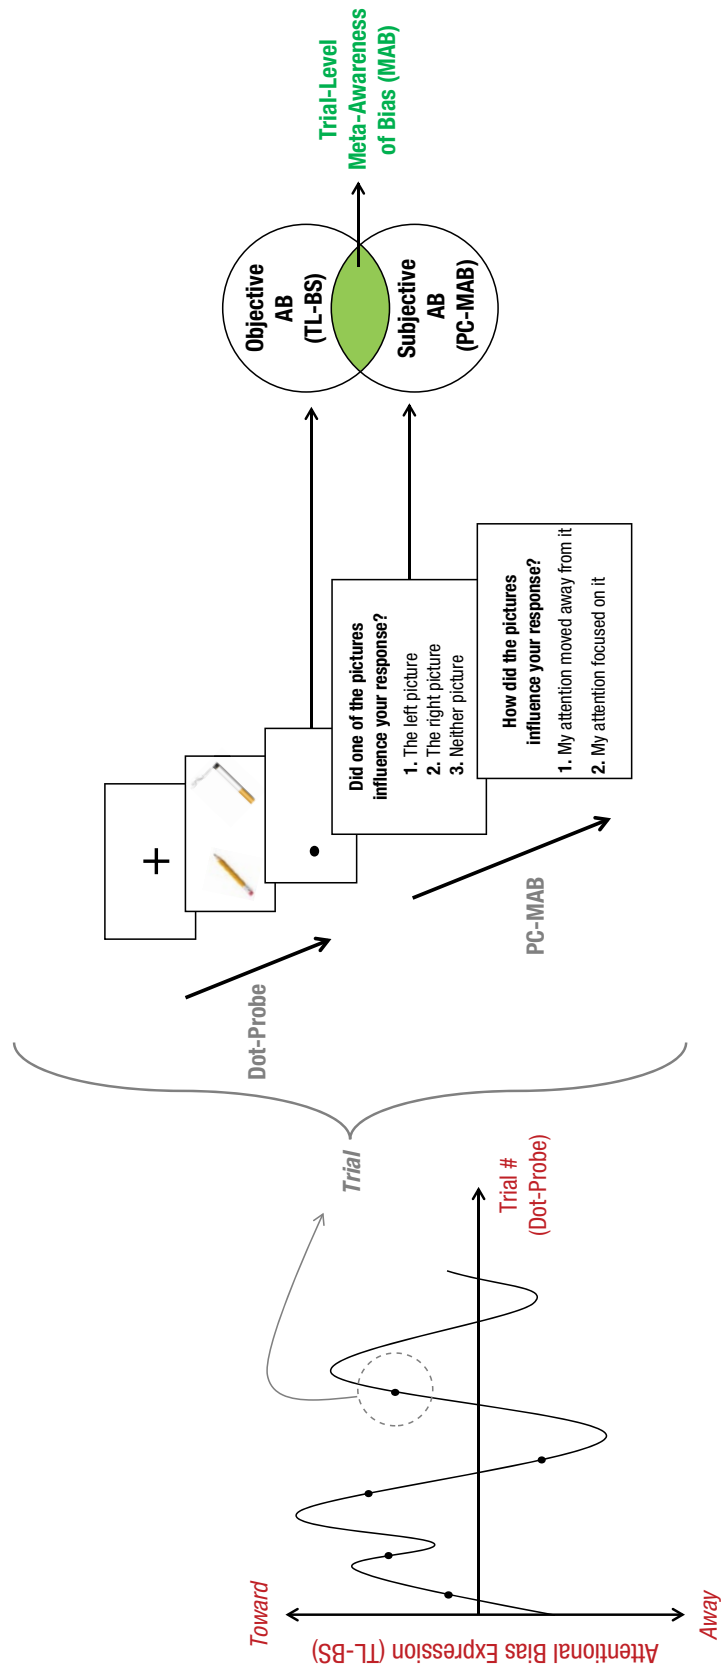 Toward
Attentional Bias Expression (TL-BS)
Away
Trial #
(Dot-Probe)
Trial
Dot-Probe
+
PC-MAB
Did one of the pictures
influence your response?
1. The left picture
2. The right picture
3. Neither picture
How did the pictures
influence your response?
1. My attention moved away from it
2. My attention focused on it
Objective
AB
(TL-BS)
Subjective
AB
(PC-MAB)
Trial-Level
Meta-Awareness
of Bias (MAB)